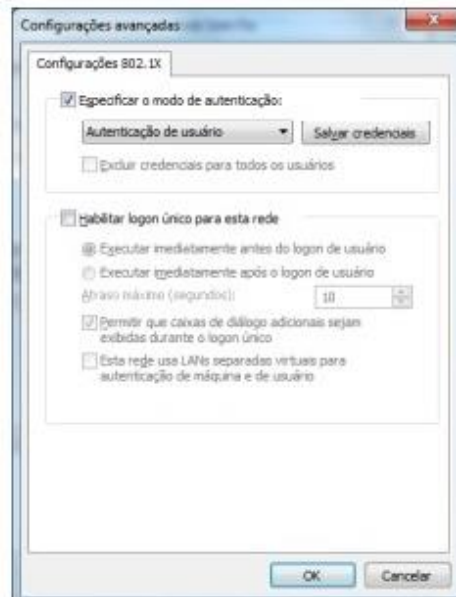 Configurações avançadas
Configurações 802.1X
Especificar o modo de autenticação:
Autenticação de usuário
Salvar credenciais
Excluir credenciais para todos os usuários
Habilitar logon único para esta rede
Executar imediatamente antes do logon de usuário
Executar imediatamente após o logon de usuário
Atraso máximo (segundos):
10
Permitir que caixas de diálogo adicionais sejam
exibidas durante o logon único
Esta rede usa LANs separadas virtuais para
autenticação de máquina e de usuário
OK
Cancelar